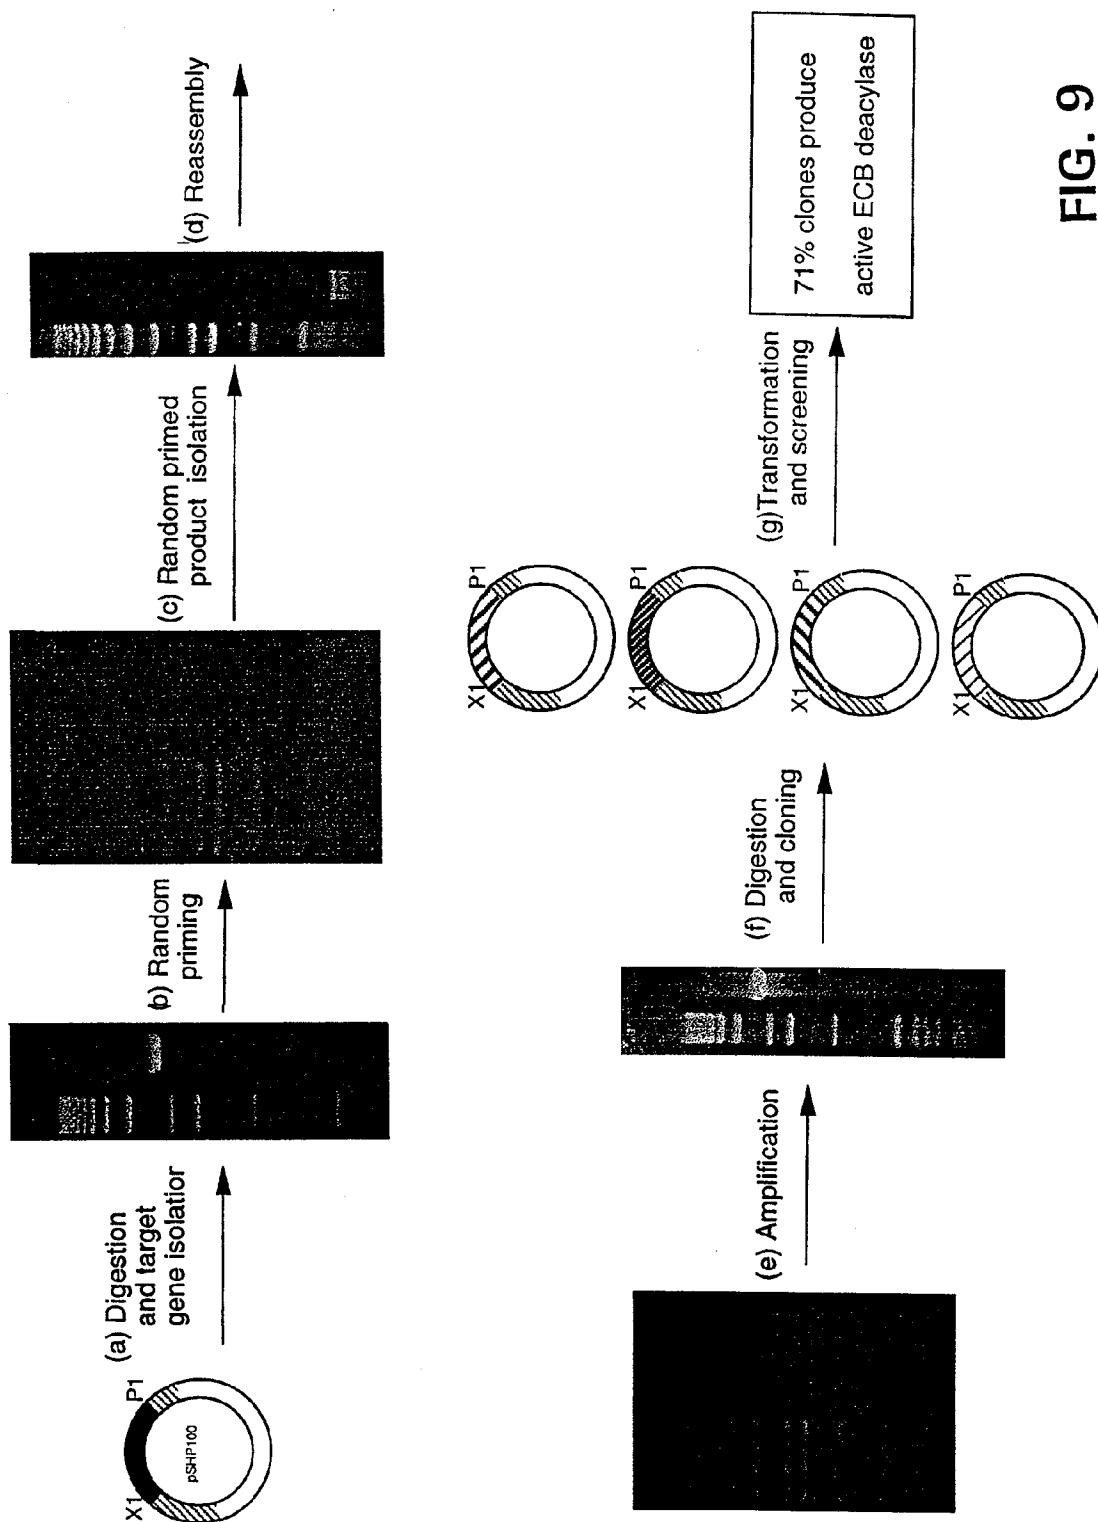 X1
P1
pSHP100
(a) Digestion
and target
gene isolatior
(b) Random
priming
(c) Random primed
product isolation
(d) Reassembly
(e) Amplification
(f) Digestion
and cloning
X1
P1
X1
P1
X1
P1
X1
P1
(g)Transformation
and screening
71% clones produce
active ECB deacylase
FIG. 9